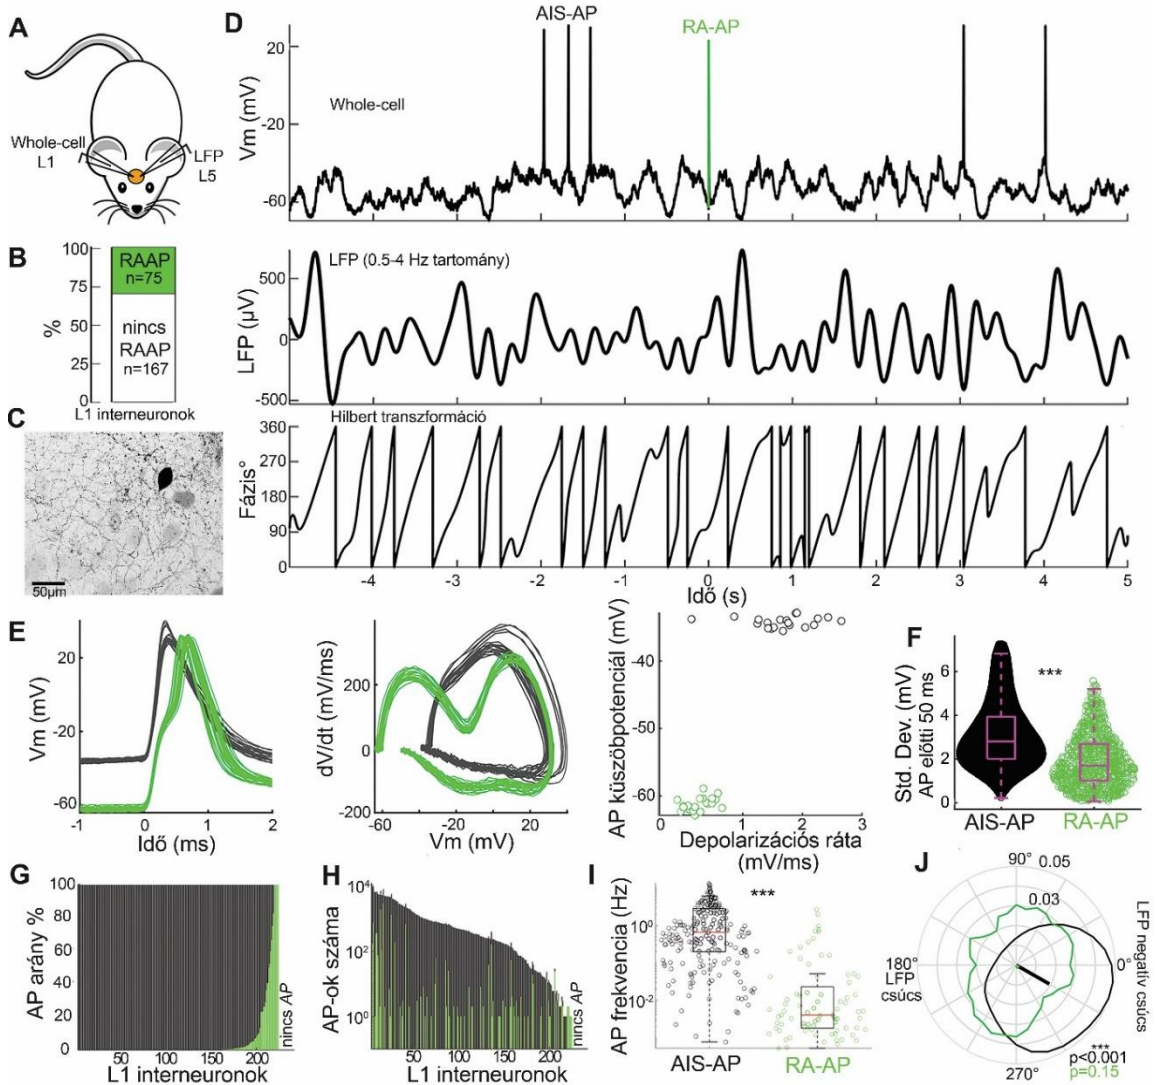 A
Whole-cell
L1
LFP
L5
B
100
75
50
25
0
%
RAAP
n=75
nincs
RAAP
n=167
L1 interneuronok
C
50µm
D
AIS-AP
RA-AP
Whole-cell
Vm (mV)
20
-20
-60
LFP (0.5-4 Hz tartomány)
LFP (µV)
500
0
-500
Hilbert transzformáció
Fázis°
360
270
180
90
0
-4 -3 -2 -1 0 1 2 3 4 5
Idő (s)
E
Vm (mV)
20
-20
-60
-1 0 1 2
Idő (ms)
dV/dt (mV/ms)
200
0
-200
-60 -20 20
Vm (mV)
AP küszöbpotenciál (mV)
-40
-50
-60
0 1 2 3
Depolarizációs ráta
(mV/ms)
F
Std. Dev. (mV)
AP előtti 50 ms
6
4
2
0
***
AIS-AP RA-AP
G
AP arány %
100
80
60
40
20
0
50 100 150 200
nincs AP
L1 interneuronok
H
AP-ok száma
10⁴
10²
10⁰
50 100 150 200
nincs AP
L1 interneuronok
I
AP frekvencia (Hz)
10⁰
10⁻²
***
AIS-AP RA-AP
J
90° 0.05
0.03
180°
LFP
csúcs
0°
LFP negatív csúcs
270°
***
p<0.001
p=0.15